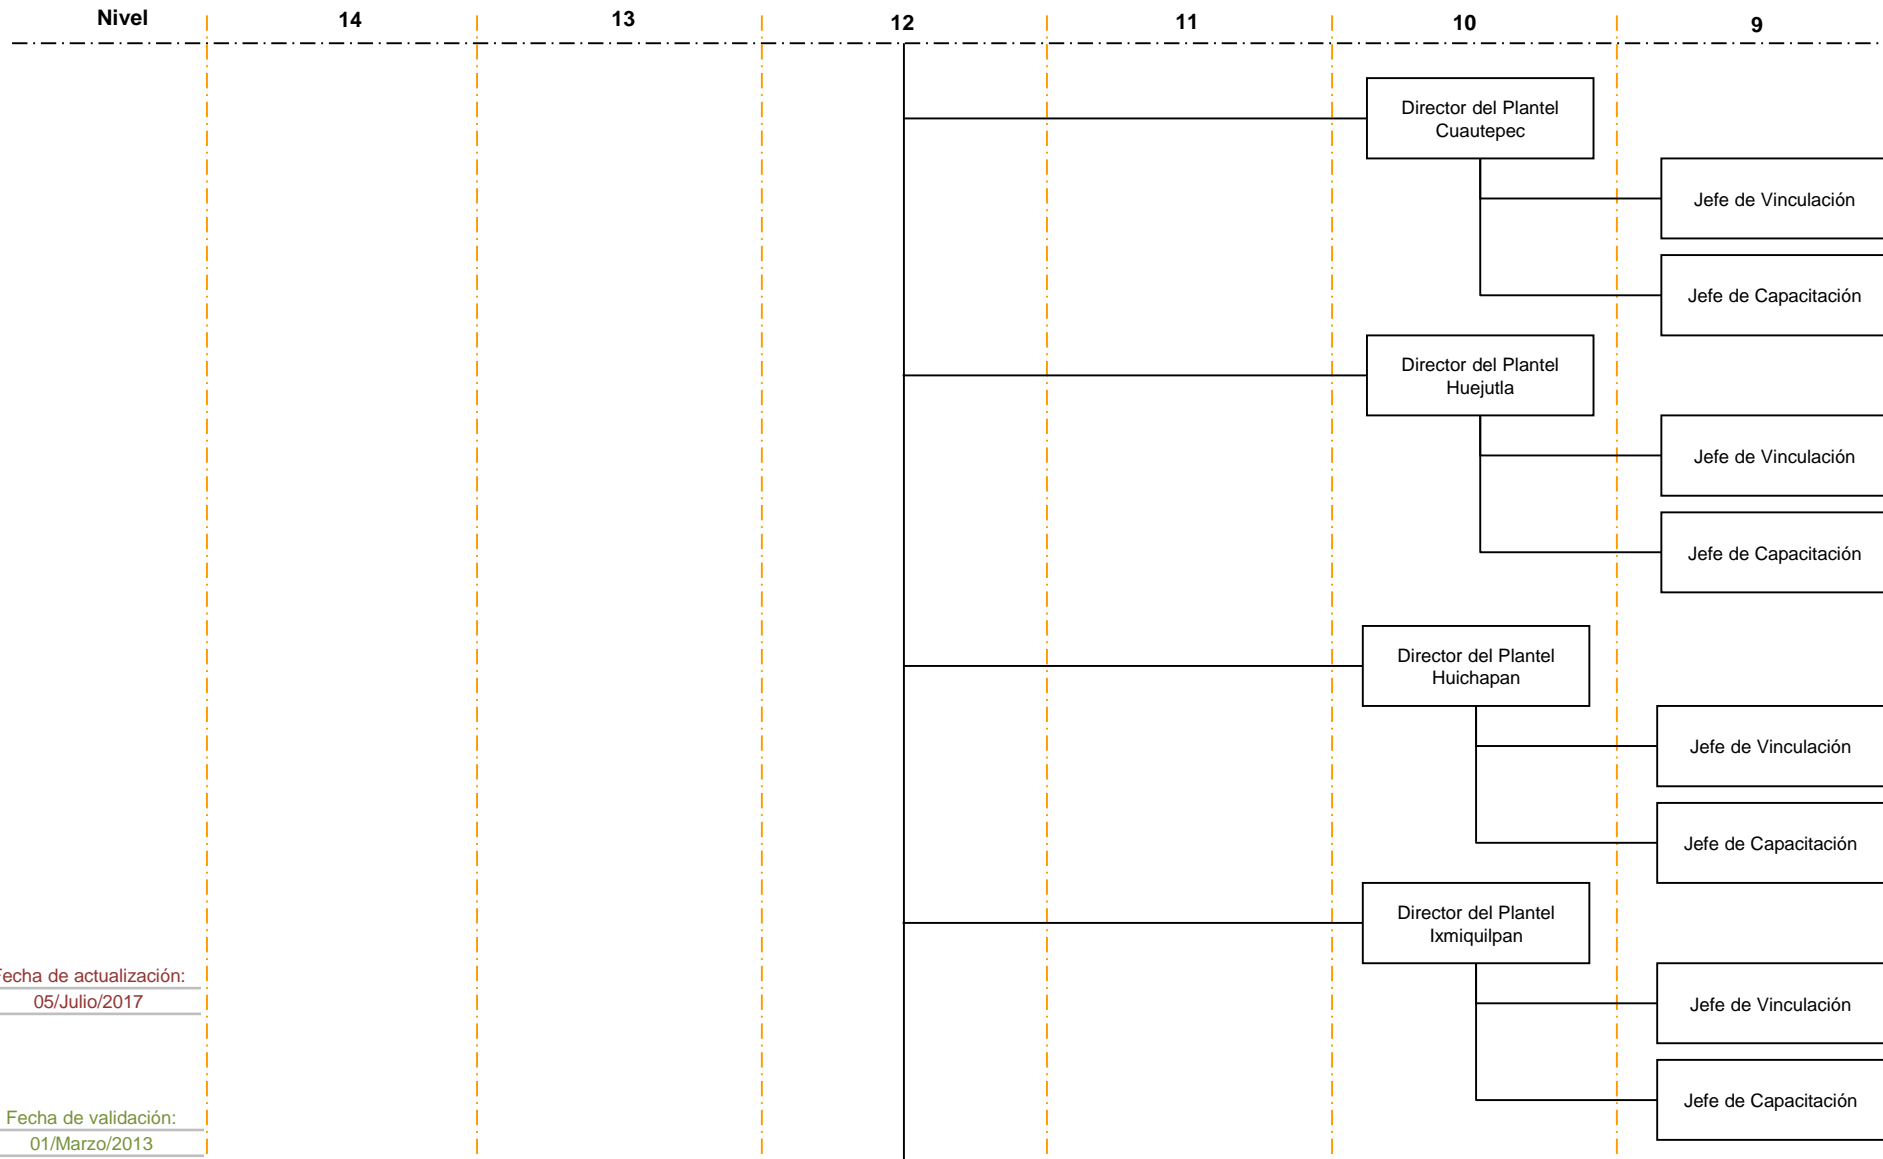 Nivel 14 13 12 11 10 9
Director del Plantel
Cuautepec
Jefe de Vinculación
Jefe de Capacitación
Director del Plantel
Huejutla
Jefe de Vinculación
Jefe de Capacitación
Director del Plantel
Huichapan
Jefe de Vinculación
Jefe de Capacitación
Director del Plantel
Ixmiquilpan
Jefe de Vinculación
Jefe de Capacitación
Fecha de actualización:
05/Julio/2017
Fecha de validación:
01/Marzo/2013